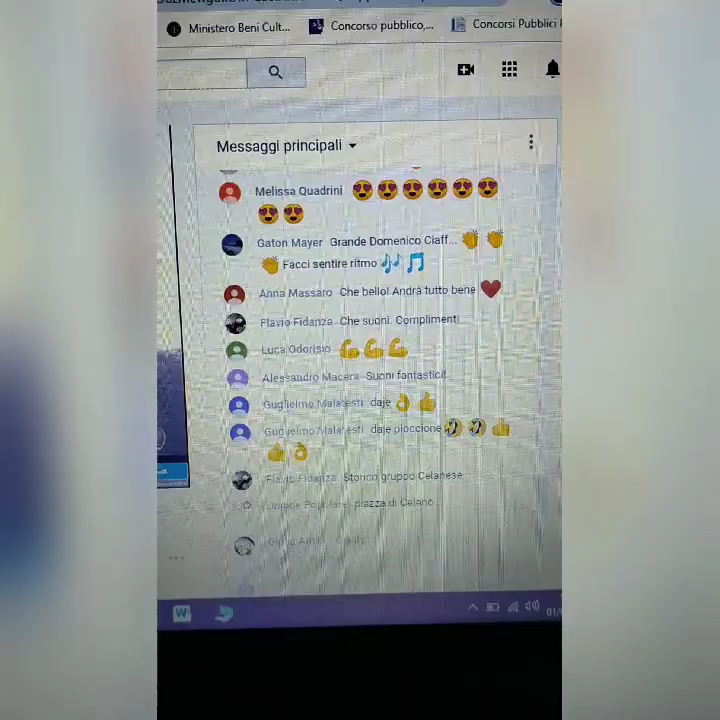 Ministero Beni Cult... Concorso pubblico,... Concorsi Pubblici
Messaggi principali
Melissa Quadrini 😍😍😍😍😍😍
😍😍
Gaton Mayer Grande Domenico Ciaff... 👏👏
👏 Facci sentire ritmo 🎶🎵
Anna Massaro Che bello! Andrà tutto bene ❤️
Flavio Fidanza Che suoni. Complimenti
Luca Odorisio 💪💪💪
Alessandro Macera Suoni fantastici!
Guglielmo Malatesti daje 👌👍
Guglielmo Malatesti daje pioccione 🤣🤣👍
👍👌
Flavio Fidanza Storico gruppo Celanese
piazza di Celano
W
01/